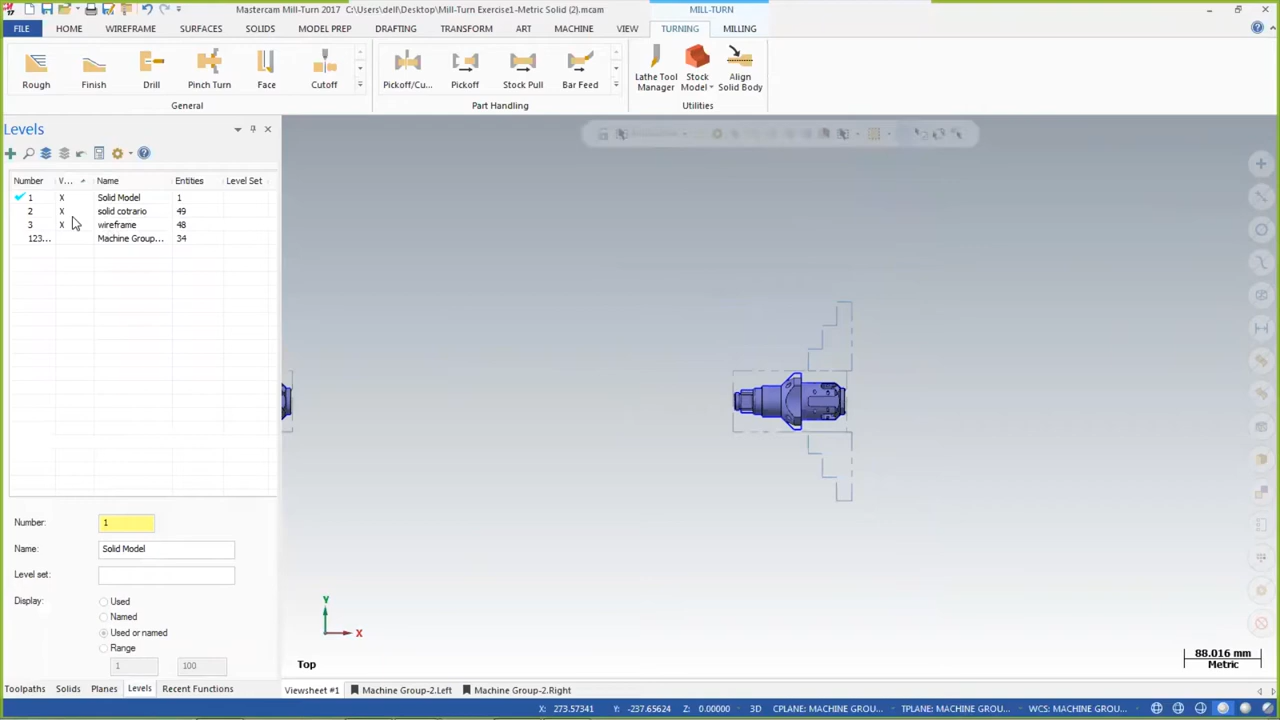 Mastercam Mill-Turn 2017 C:\Users\dell\Desktop\Mill-Turn Exercise1-Metric Solid (2).mcam
MILL-TURN
FILE HOME WIREFRAME SURFACES SOLIDS MODEL PREP DRAFTING TRANSFORM ART MACHINE VIEW TURNING MILLING
Rough Finish Drill Pinch Turn Face Cutoff Pickoff/Cu... Pickoff Stock Pull Bar Feed Lathe Tool Manager Stock Model Align Solid Body
General Part Handling Utilities
Levels
Number V... Name Entities Level Set
1 X Solid Model 1
2 X solid cotrario 49
3 X wireframe 48
123... Machine Group... 34
Number: 1
Name: Solid Model
Level set:
Display: Used
Named
Used or named
Range
1 100
Y
X
Top
88.016 mm
Metric
Toolpaths Solids Planes Levels Recent Functions Viewsheet #1 Machine Group-2.Left Machine Group-2.Right
X: 273.57341 Y: -237.65624 Z: 0.00000 3D CPLANE: MACHINE GROU... TPLANE: MACHINE GROU... WCS: MACHINE GROU...